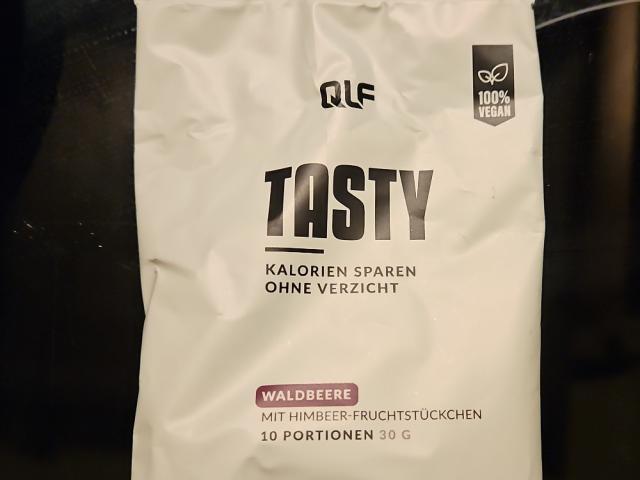 QLF
100%
VEGAN
TASTY
KALORIEN SPAREN
OHNE VERZICHT
WALDBEERE
MIT HIMBEER-FRUCHTSTÜCKCHEN
10 PORTIONEN 30 G